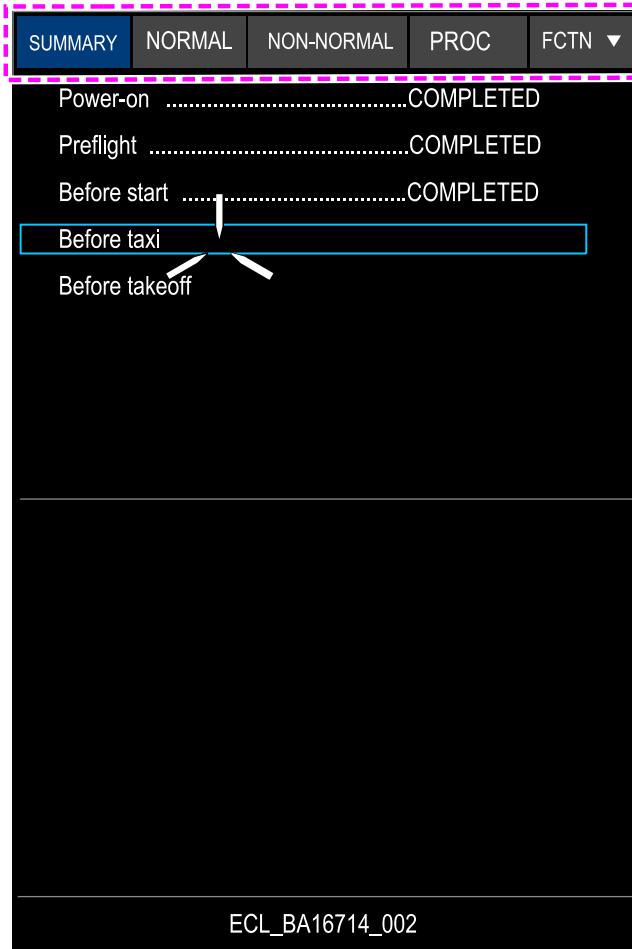 SUMMARY NORMAL NON-NORMAL PROC FCTN ▼
Power-on ........................................COMPLETED
Preflight ...........................................COMPLETED
Before start .....................................COMPLETED
Before taxi
Before takeoff
ECL_BA16714_002